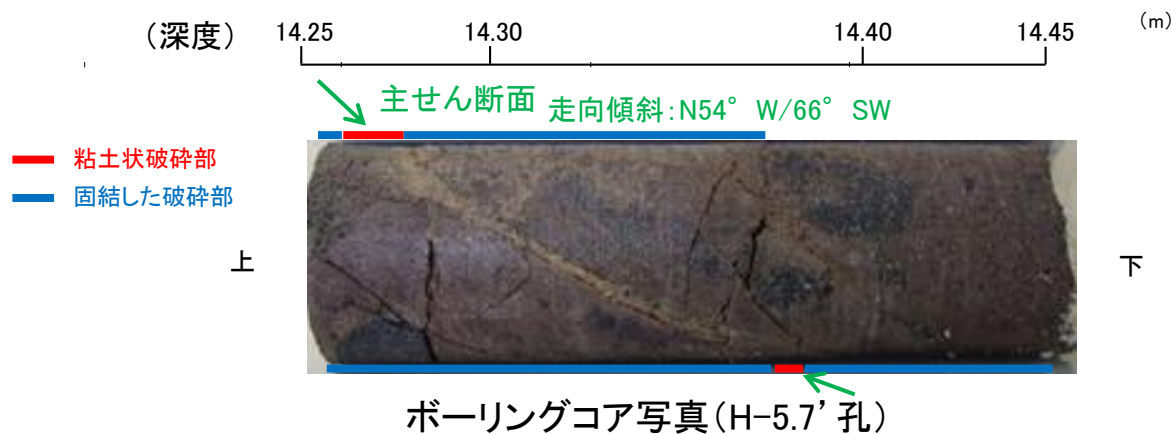 （深度） 14.25 14.30 14.40 14.45 (m)
主せん断面 走向傾斜：N54° W/66° SW
粘土状破砕部
固結した破砕部
上
下
ボーリングコア写真（H-5.7’孔）